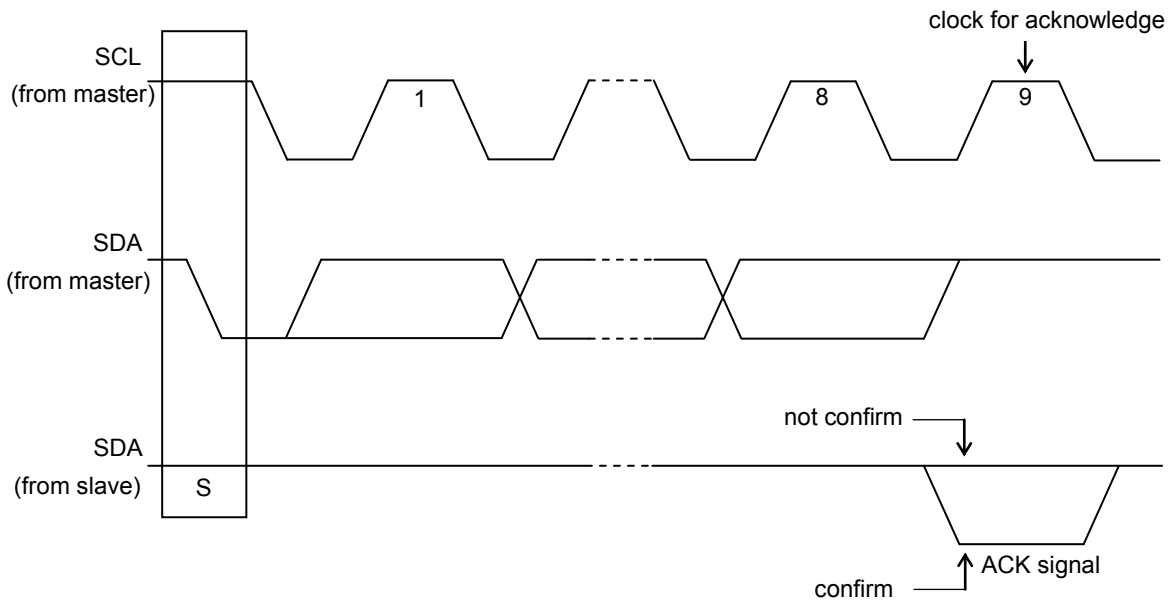 clock for acknowledge
SCL
(from master)
1
8
9
SDA
(from master)
not confirm
SDA
(from slave)
S
ACK signal
confirm